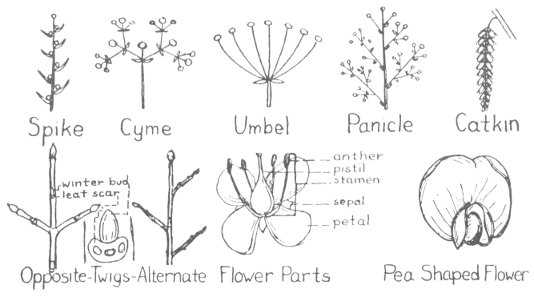 Spike Cyme Umbel Panicle Catkin
winter bud
leaf scar
anther
pistil
stamen
sepal
petal
Opposite-Twigs-Alternate Flower Parts Pea Shaped Flower